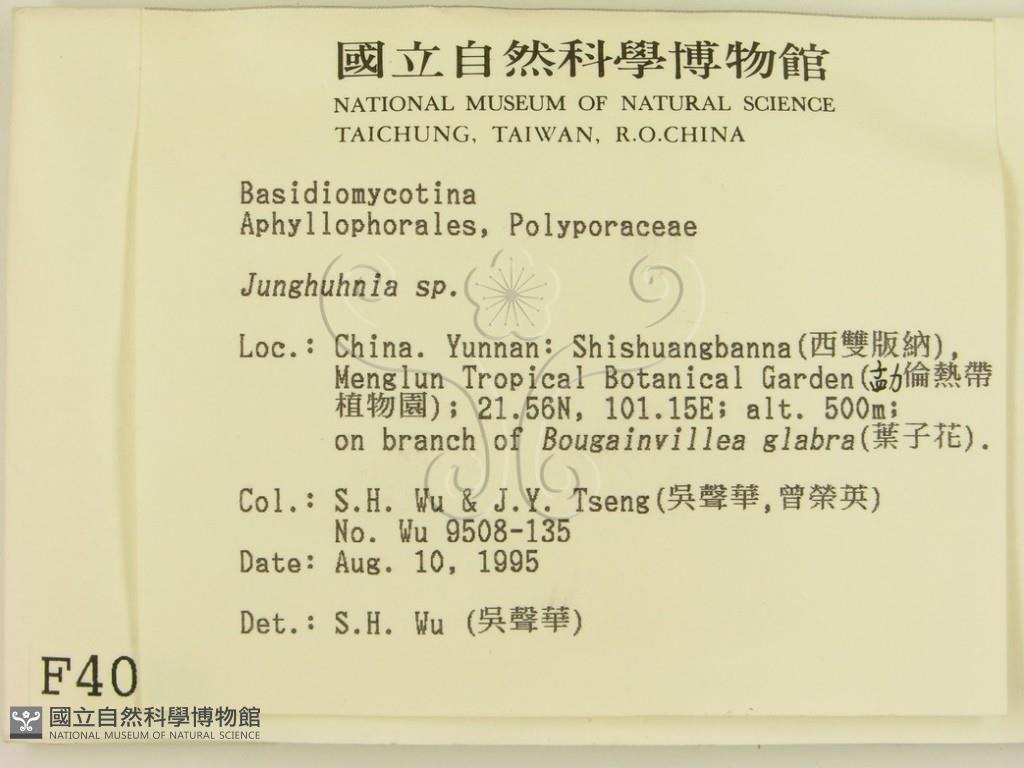 國立自然科學博物館
NATIONAL MUSEUM OF NATURAL SCIENCE
TAICHUNG, TAIWAN, R.O.CHINA
Basidiomycotina
Aphyllophorales, Polyporaceae
Junghuhnia sp.
Loc.: China. Yunnan: Shishuangbanna(西雙版納),
Menglun Tropical Botanical Garden(勐倫熱帶
植物園); 21.56N, 101.15E; alt. 500m;
on branch of Bougainvillea glabra(葉子花).
Col.: S.H. Wu & J.Y. Tseng(吳聲華,曾榮英)
No. Wu 9508-135
Date: Aug. 10, 1995
Det.: S.H. Wu (吳聲華)
F40
國立自然科學博物館
NATIONAL MUSEUM OF NATURAL SCIENCE